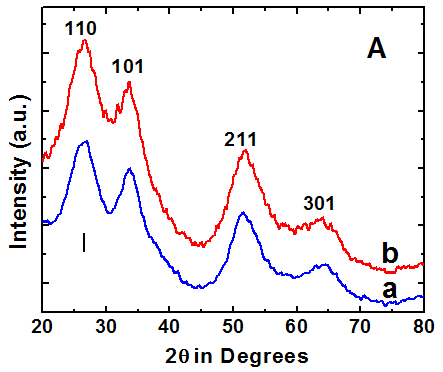 110
A
101
211
301
b
a
Intensity (a.u.)
20 30 40 50 60 70 80
2θ in Degrees